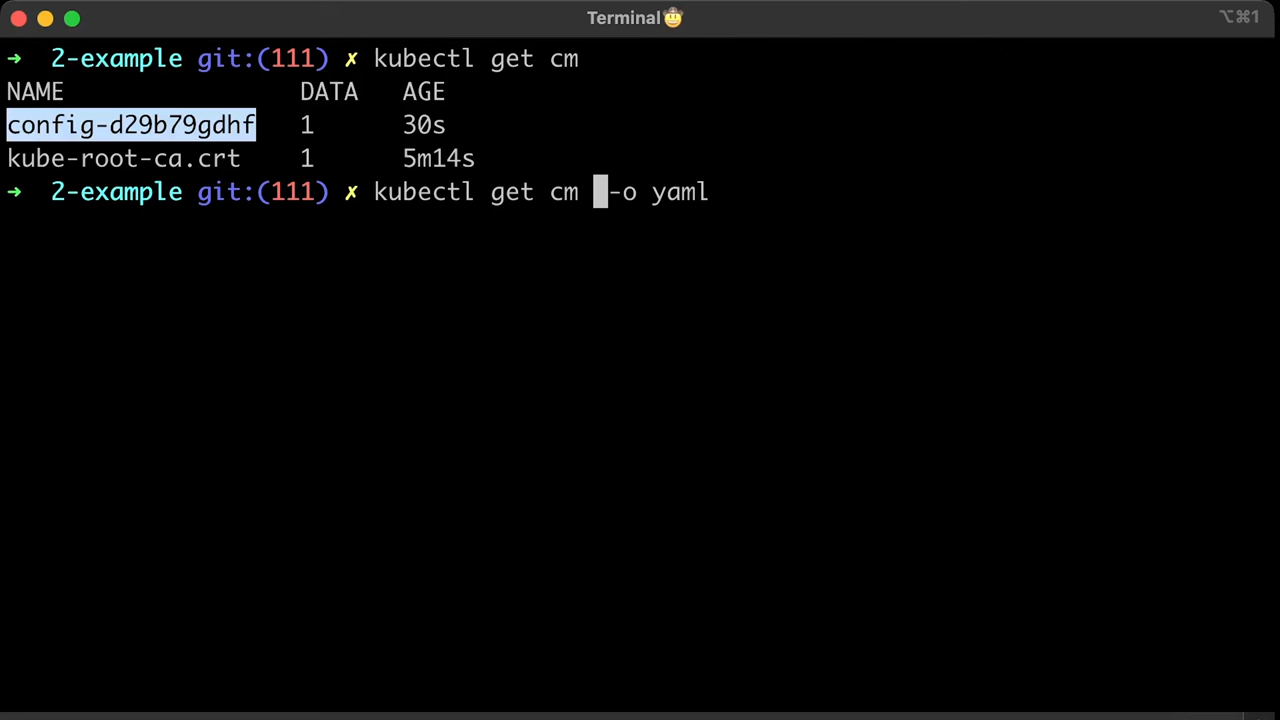 Terminal🤠
⌥⌘1
➜ 2-example git:(111) ✗ kubectl get cm
NAME DATA AGE
config-d29b79gdhf 1 30s
kube-root-ca.crt 1 5m14s
➜ 2-example git:(111) ✗ kubectl get cm -o yaml